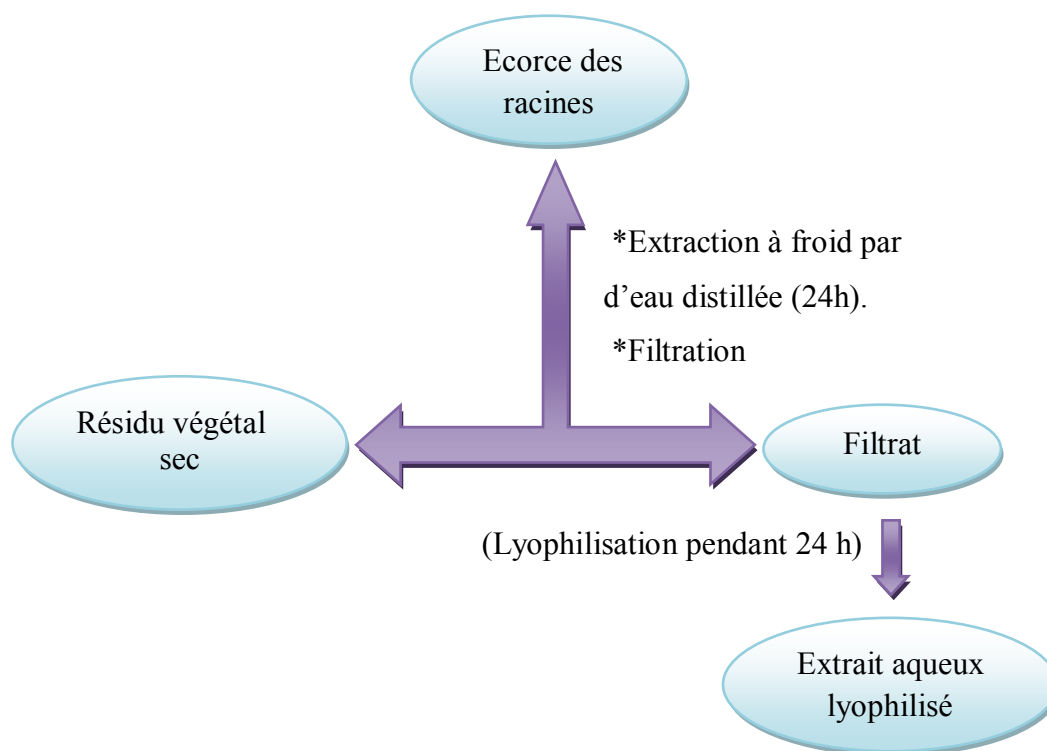 Ecorce des
racines
*Extraction à froid par
d’eau distillée (24h).
*Filtration
Résidu végétal
sec
Filtrat
(Lyophilisation pendant 24 h)
Extrait aqueux
lyophilisé